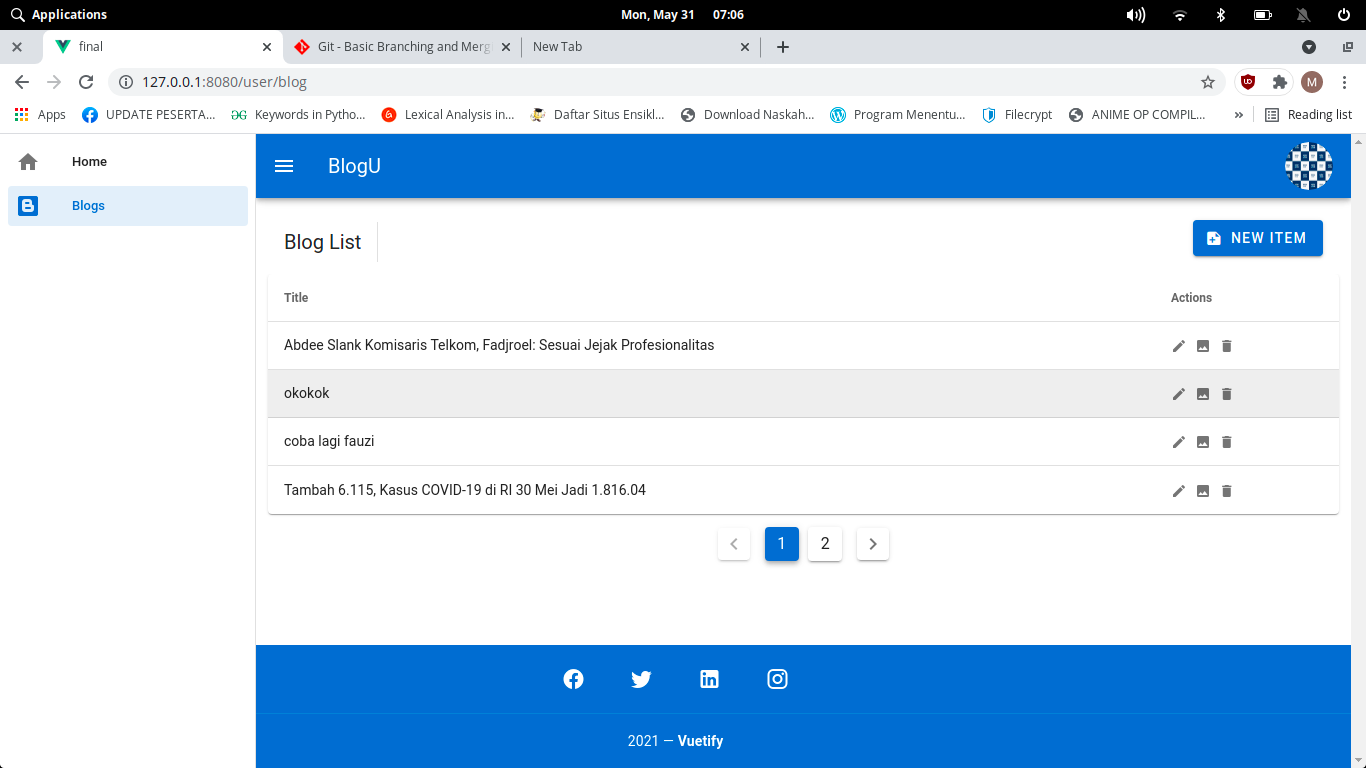 Applications
Mon, May 31 07:06
final
Git - Basic Branching and Merg
New Tab
127.0.0.1:8080/user/blog
M
Apps
UPDATE PESERTA...
Keywords in Pytho...
Lexical Analysis in...
Daftar Situs Ensikl...
Download Naskah...
Program Menentu...
Filecrypt
ANIME OP COMPIL...
»
Reading list
Home
Blogs
BlogU
Blog List
NEW ITEM
Title Actions
Abdee Slank Komisaris Telkom, Fadjroel: Sesuai Jejak Profesionalitas
okokok
coba lagi fauzi
Tambah 6.115, Kasus COVID-19 di RI 30 Mei Jadi 1.816.04
1 2
2021 — Vuetify